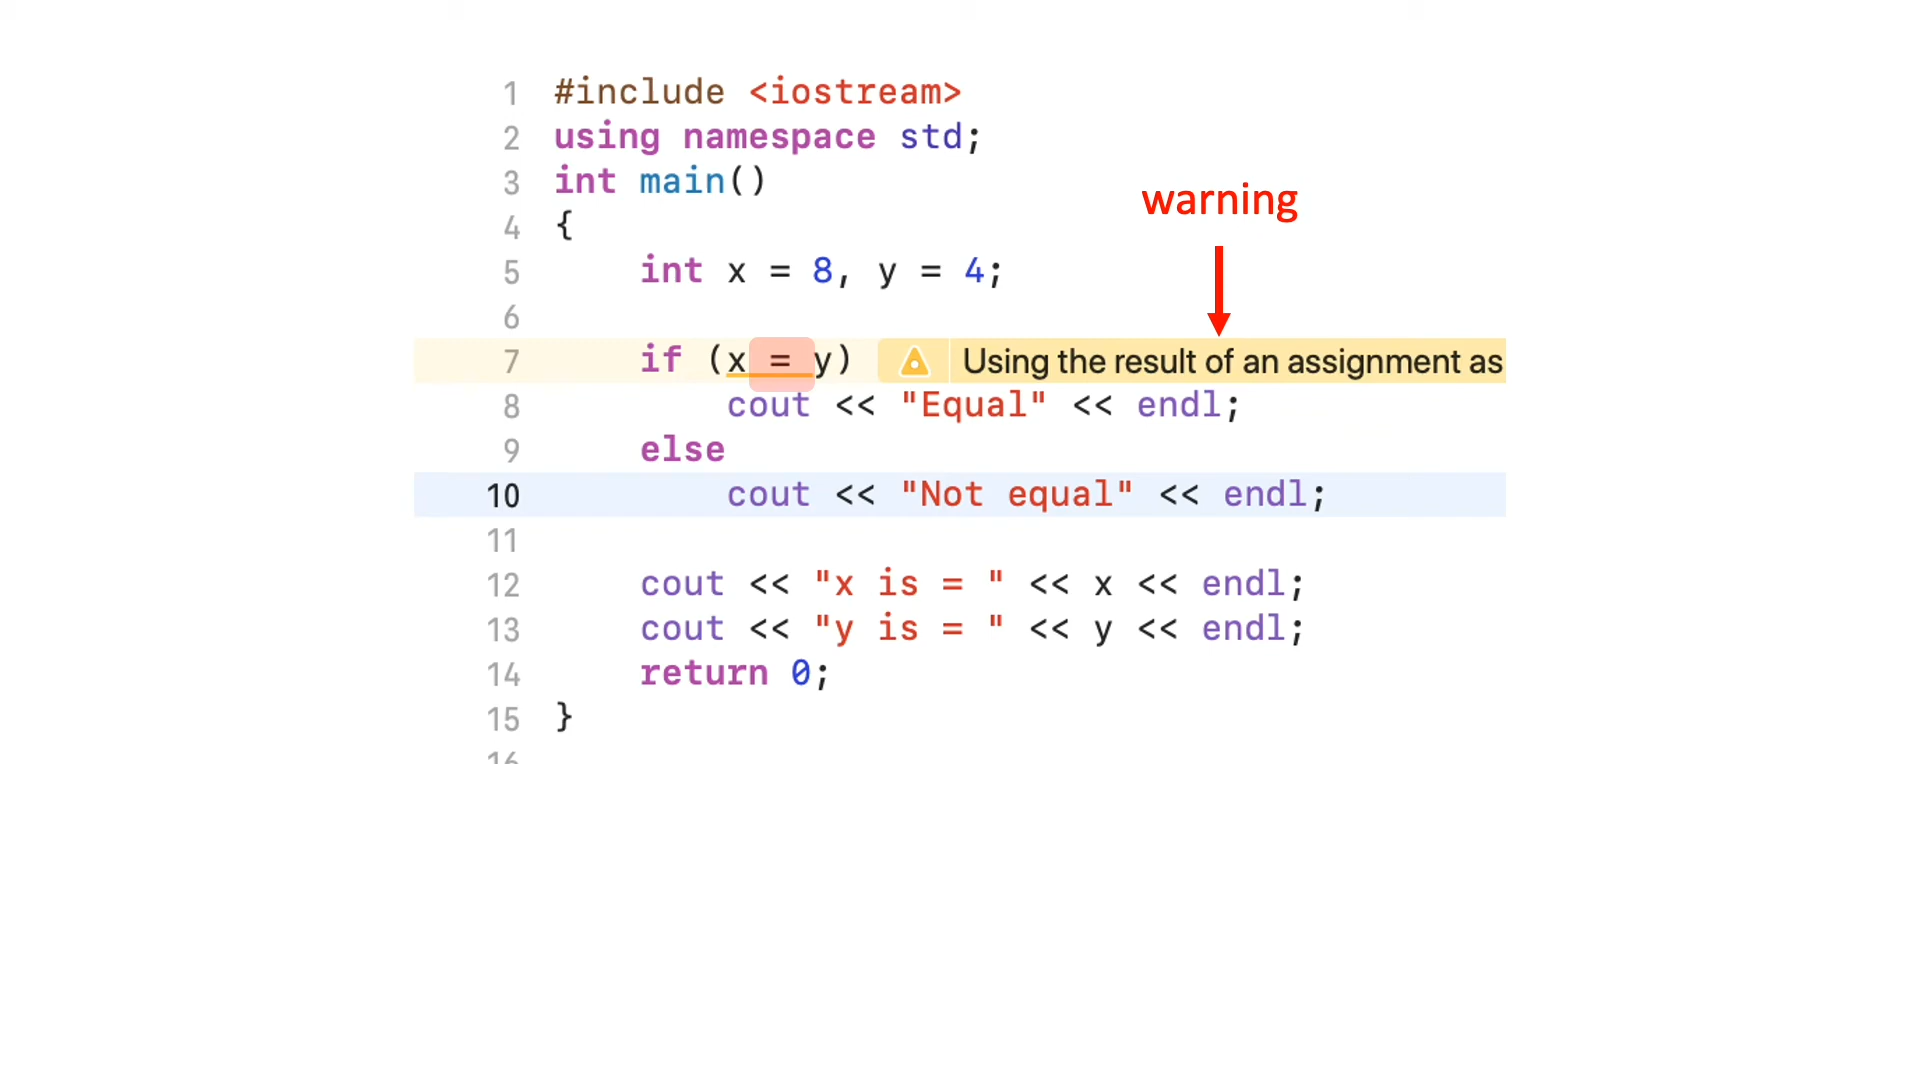 1 #include <iostream>
2 using namespace std;
3 int main()
warning
4 {
5 int x = 8, y = 4;
6
7 if (x = y) Using the result of an assignment as
8 cout << "Equal" << endl;
9 else
10 cout << "Not equal" << endl;
11
12 cout << "x is = " << x << endl;
13 cout << "y is = " << y << endl;
14 return 0;
15 }
16